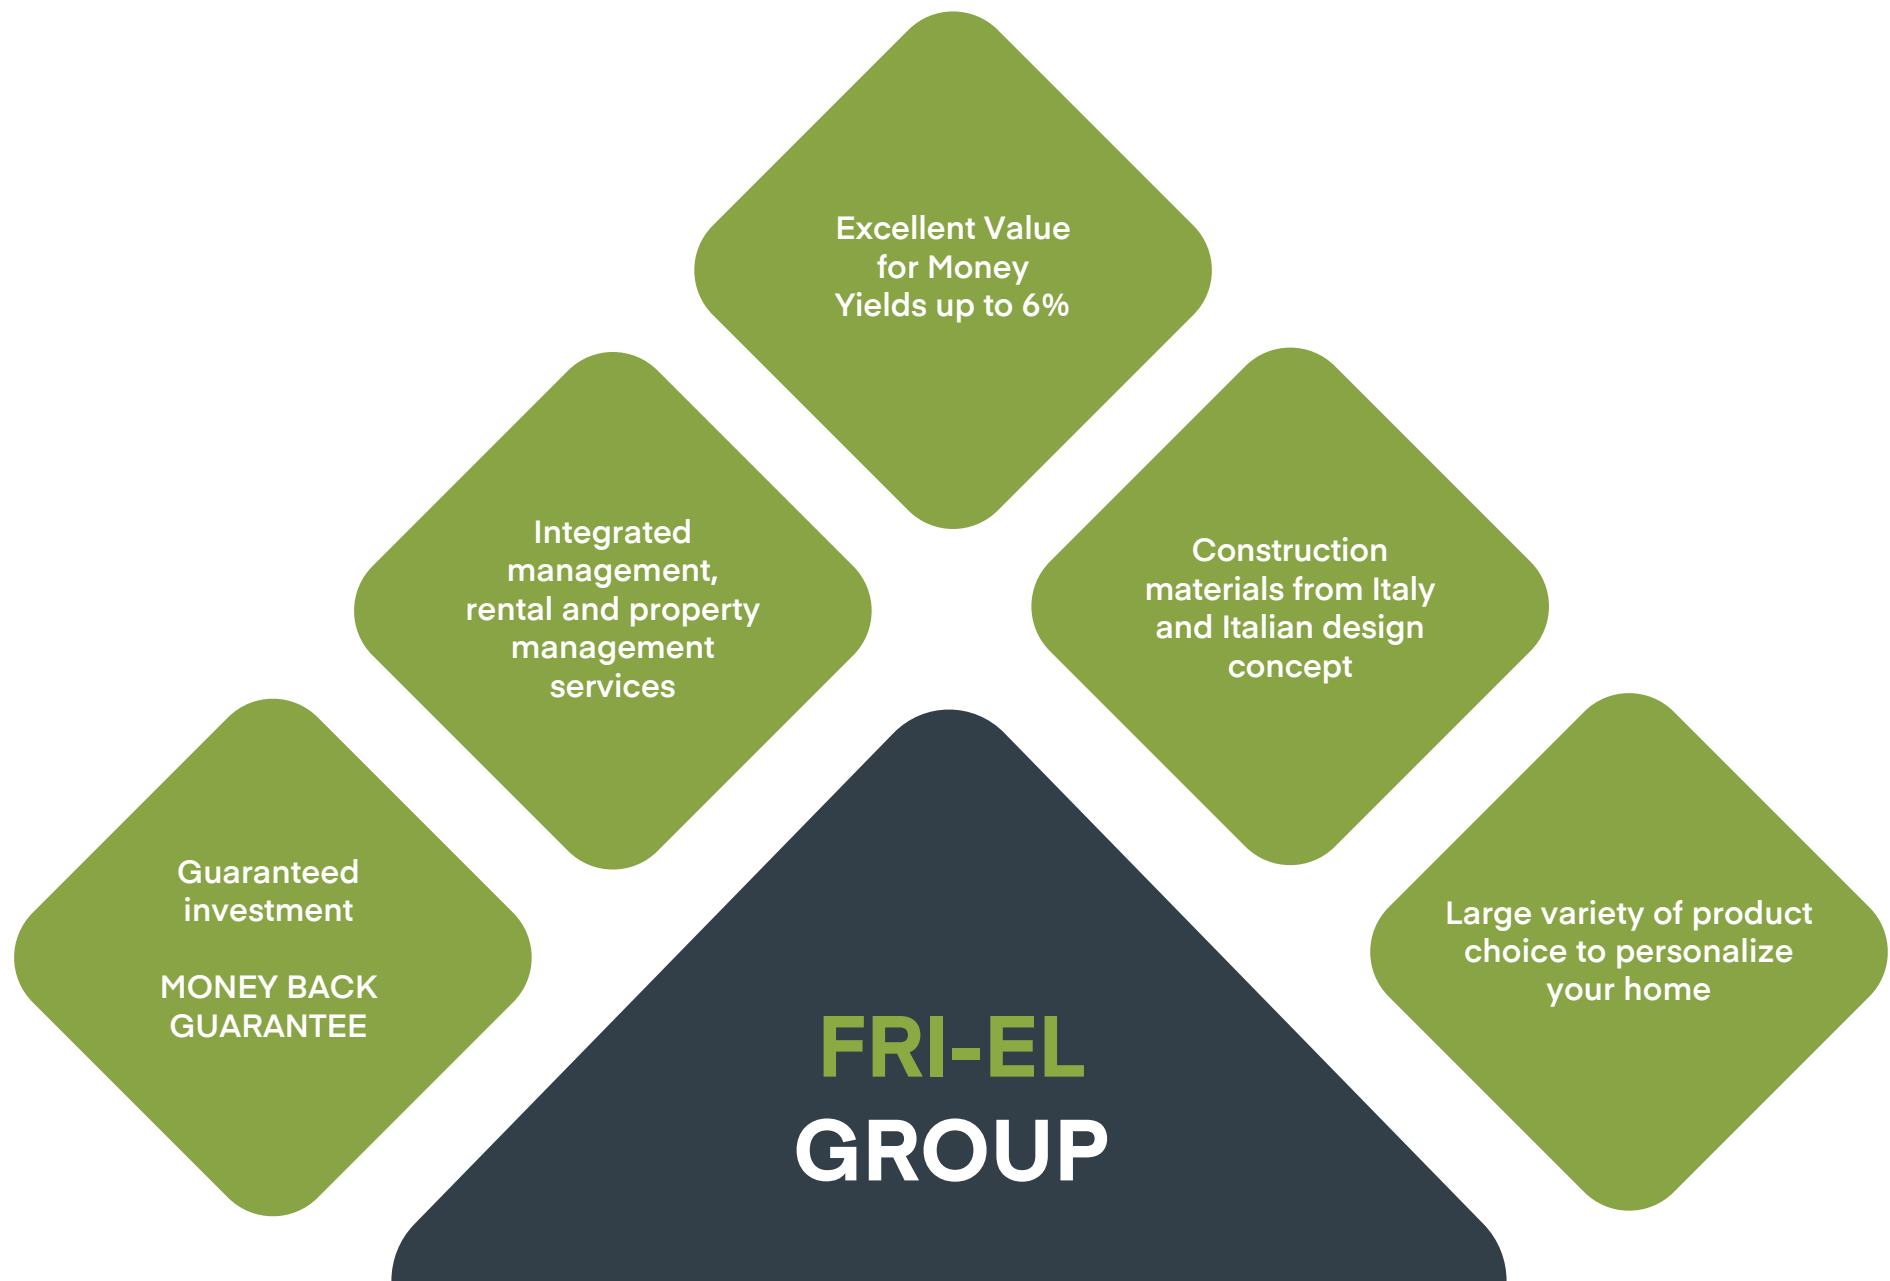 Excellent Value
for Money
Yields up to 6%
Integrated
management,
rental and property
management
services
Construction
materials from Italy
and Italian design
concept
Guaranteed
investment
MONEY BACK
GUARANTEE
Large variety of product
choice to personalize
your home
FRI-EL
GROUP